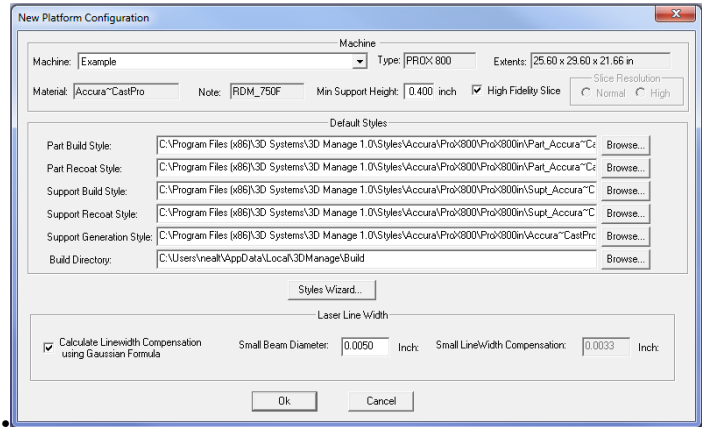 New Platform Configuration
Machine
Machine: Example Type: PROX 800 Extents: 25.60 x 29.60 x 21.66 in
Slice Resolution
Material: Accura~CastPro Note: RDM_750F Min Support Height: 0.400 inch High Fidelity Slice Normal High
Default Styles
Part Build Style: C:\Program Files (x86)\3D Systems\3D Manage 1.0\Styles\Accura\ProX800\ProX800in\Part_Accura~Ca Browse...
Part Recoat Style: C:\Program Files (x86)\3D Systems\3D Manage 1.0\Styles\Accura\ProX800\ProX800in\Part_Accura~Ca Browse...
Support Build Style: C:\Program Files (x86)\3D Systems\3D Manage 1.0\Styles\Accura\ProX800\ProX800in\Supt_Accura~C Browse...
Support Recoat Style: C:\Program Files (x86)\3D Systems\3D Manage 1.0\Styles\Accura\ProX800\ProX800in\Supt_Accura~C Browse...
Support Generation Style: C:\Program Files (x86)\3D Systems\3D Manage 1.0\Styles\Accura\ProX800\ProX800in\Accura~CastPrc Browse...
Build Directory: C:\Users\nealt\AppData\Local\3DManage\Build Browse...
Styles Wizard...
Laser Line Width
Calculate Linewidth Compensation
using Gaussian Formula
Small Beam Diameter: 0.0050 Inch: Small LineWidth Compensation: 0.0033 Inch:
Ok Cancel